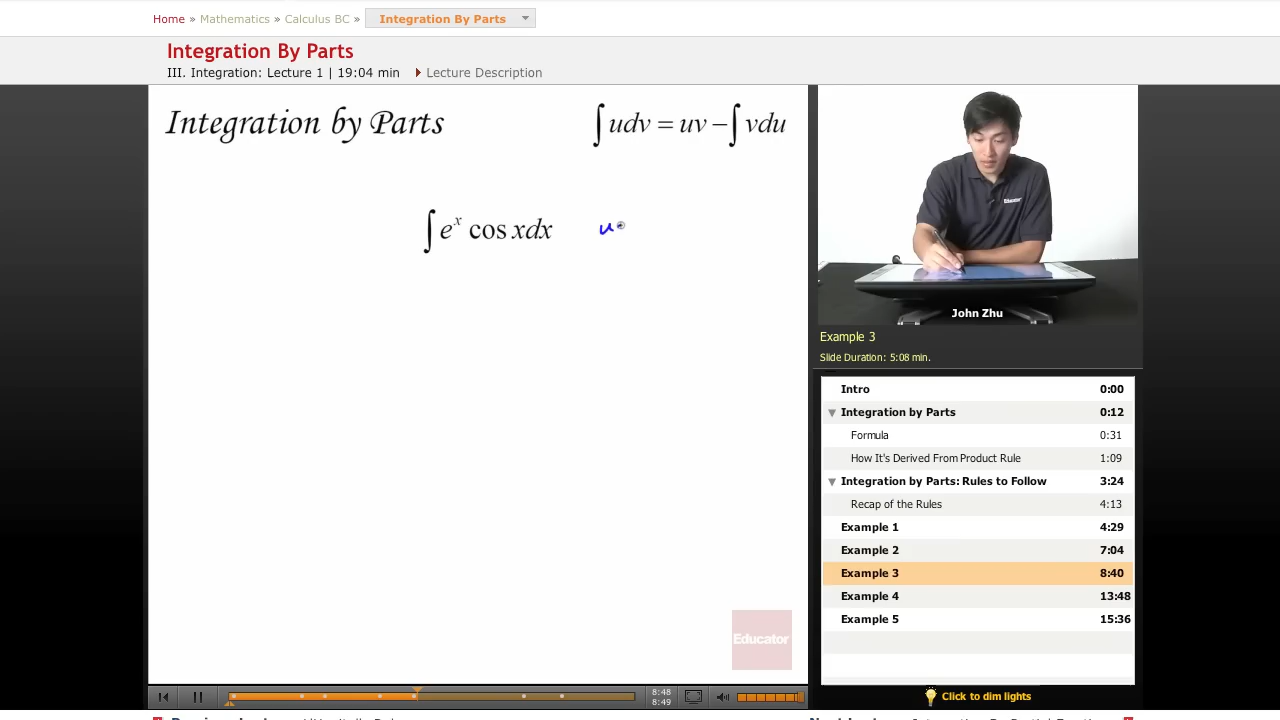 Home » Mathematics » Calculus BC » Integration By Parts
Integration By Parts
III. Integration: Lecture 1 | 19:04 min Lecture Description
Integration by Parts
∫udv = uv − ∫vdu
∫eˣ cos xdx u
Educator
Educator
John Zhu
Example 3
Slide Duration: 5:08 min.
Intro 0:00
Integration by Parts 0:12
Formula 0:31
How It's Derived From Product Rule 1:09
Integration by Parts: Rules to Follow 3:24
Recap of the Rules 4:13
Example 1 4:29
Example 2 7:04
Example 3 8:40
Example 4 13:48
Example 5 15:36
8:48
8:49
Click to dim lights